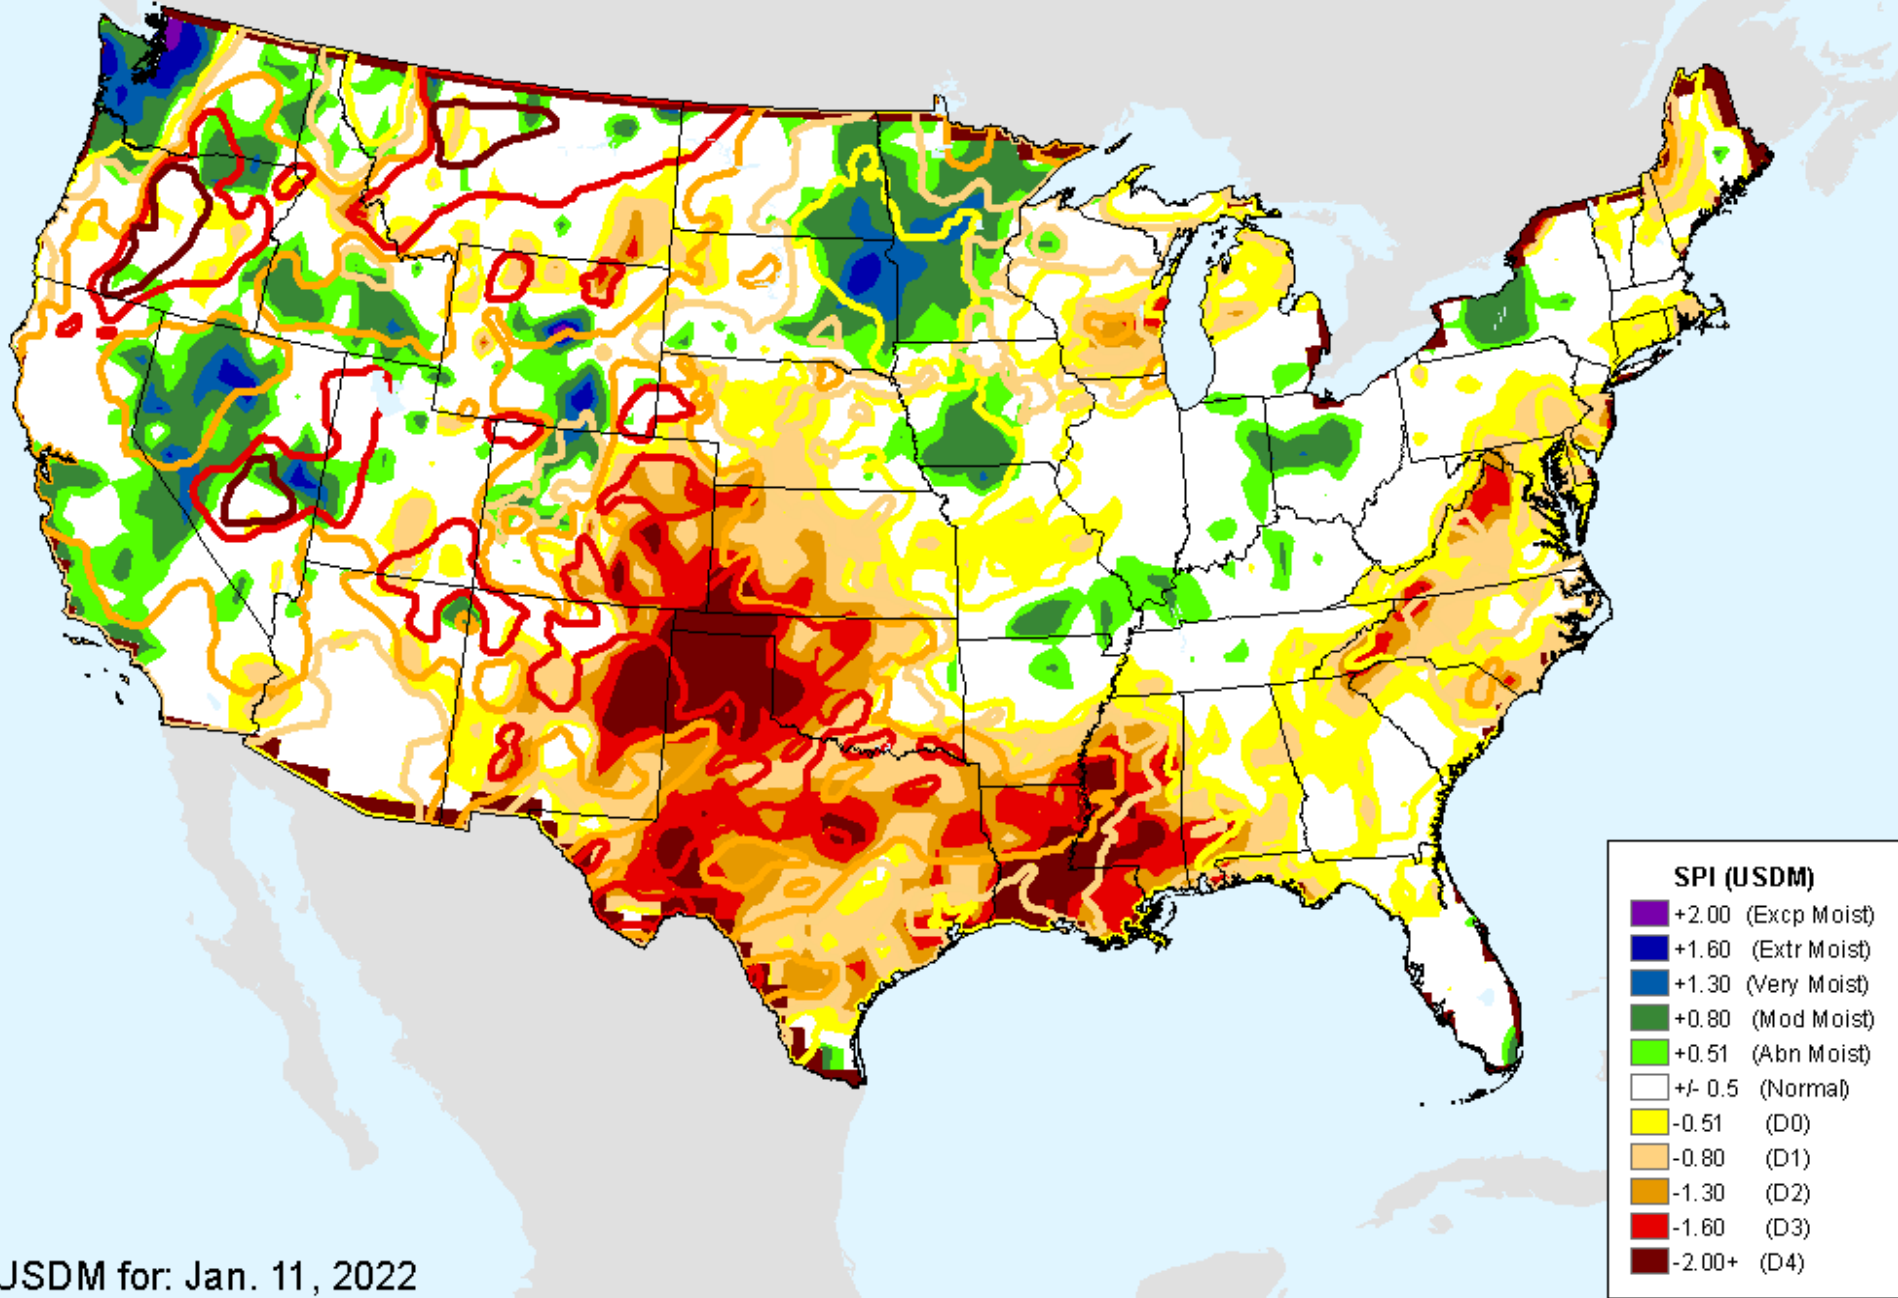 SPI (USDM)
+2.00 (Excp Moist)
+1.60 (Extr Moist)
+1.30 (Very Moist)
+0.80 (Mod Moist)
+0.51 (Abn Moist)
+/- 0.5 (Normal)
-0.51 (D0)
-0.80 (D1)
-1.30 (D2)
-1.60 (D3)
-2.00+ (D4)
USDM for: Jan. 11, 2022